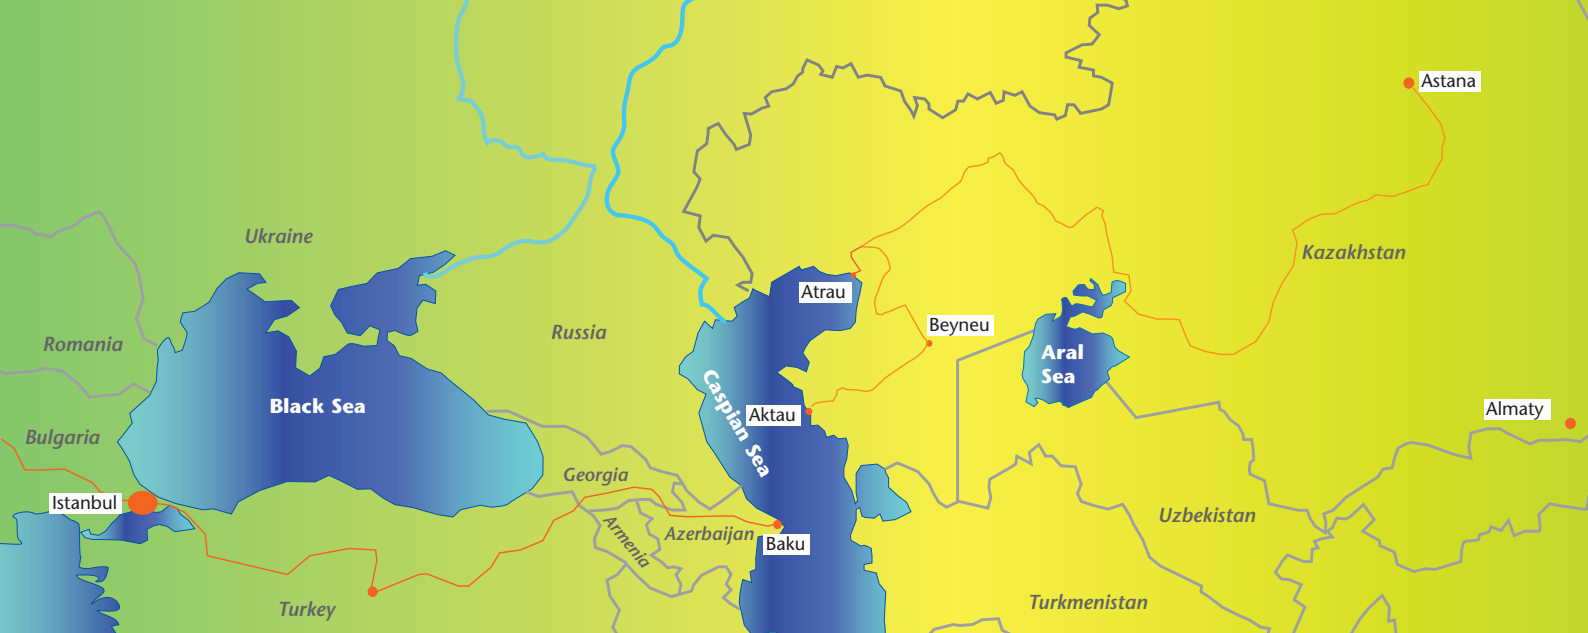 Astana
Ukraine
Kazakhstan
Atrau
Beyneu
Russia
Romania
Aral
Sea
Black Sea
Caspian Sea
Aktau
Almaty
Bulgaria
Georgia
Istanbul
Armenia
Azerbaijan
Uzbekistan
Baku
Turkey
Turkmenistan